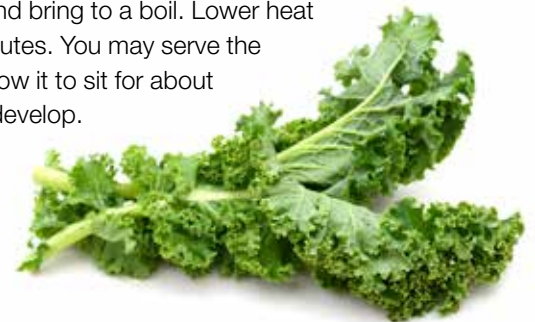 nd bring to a boil. Lower heat
utes. You may serve the
ow it to sit for about
develop.